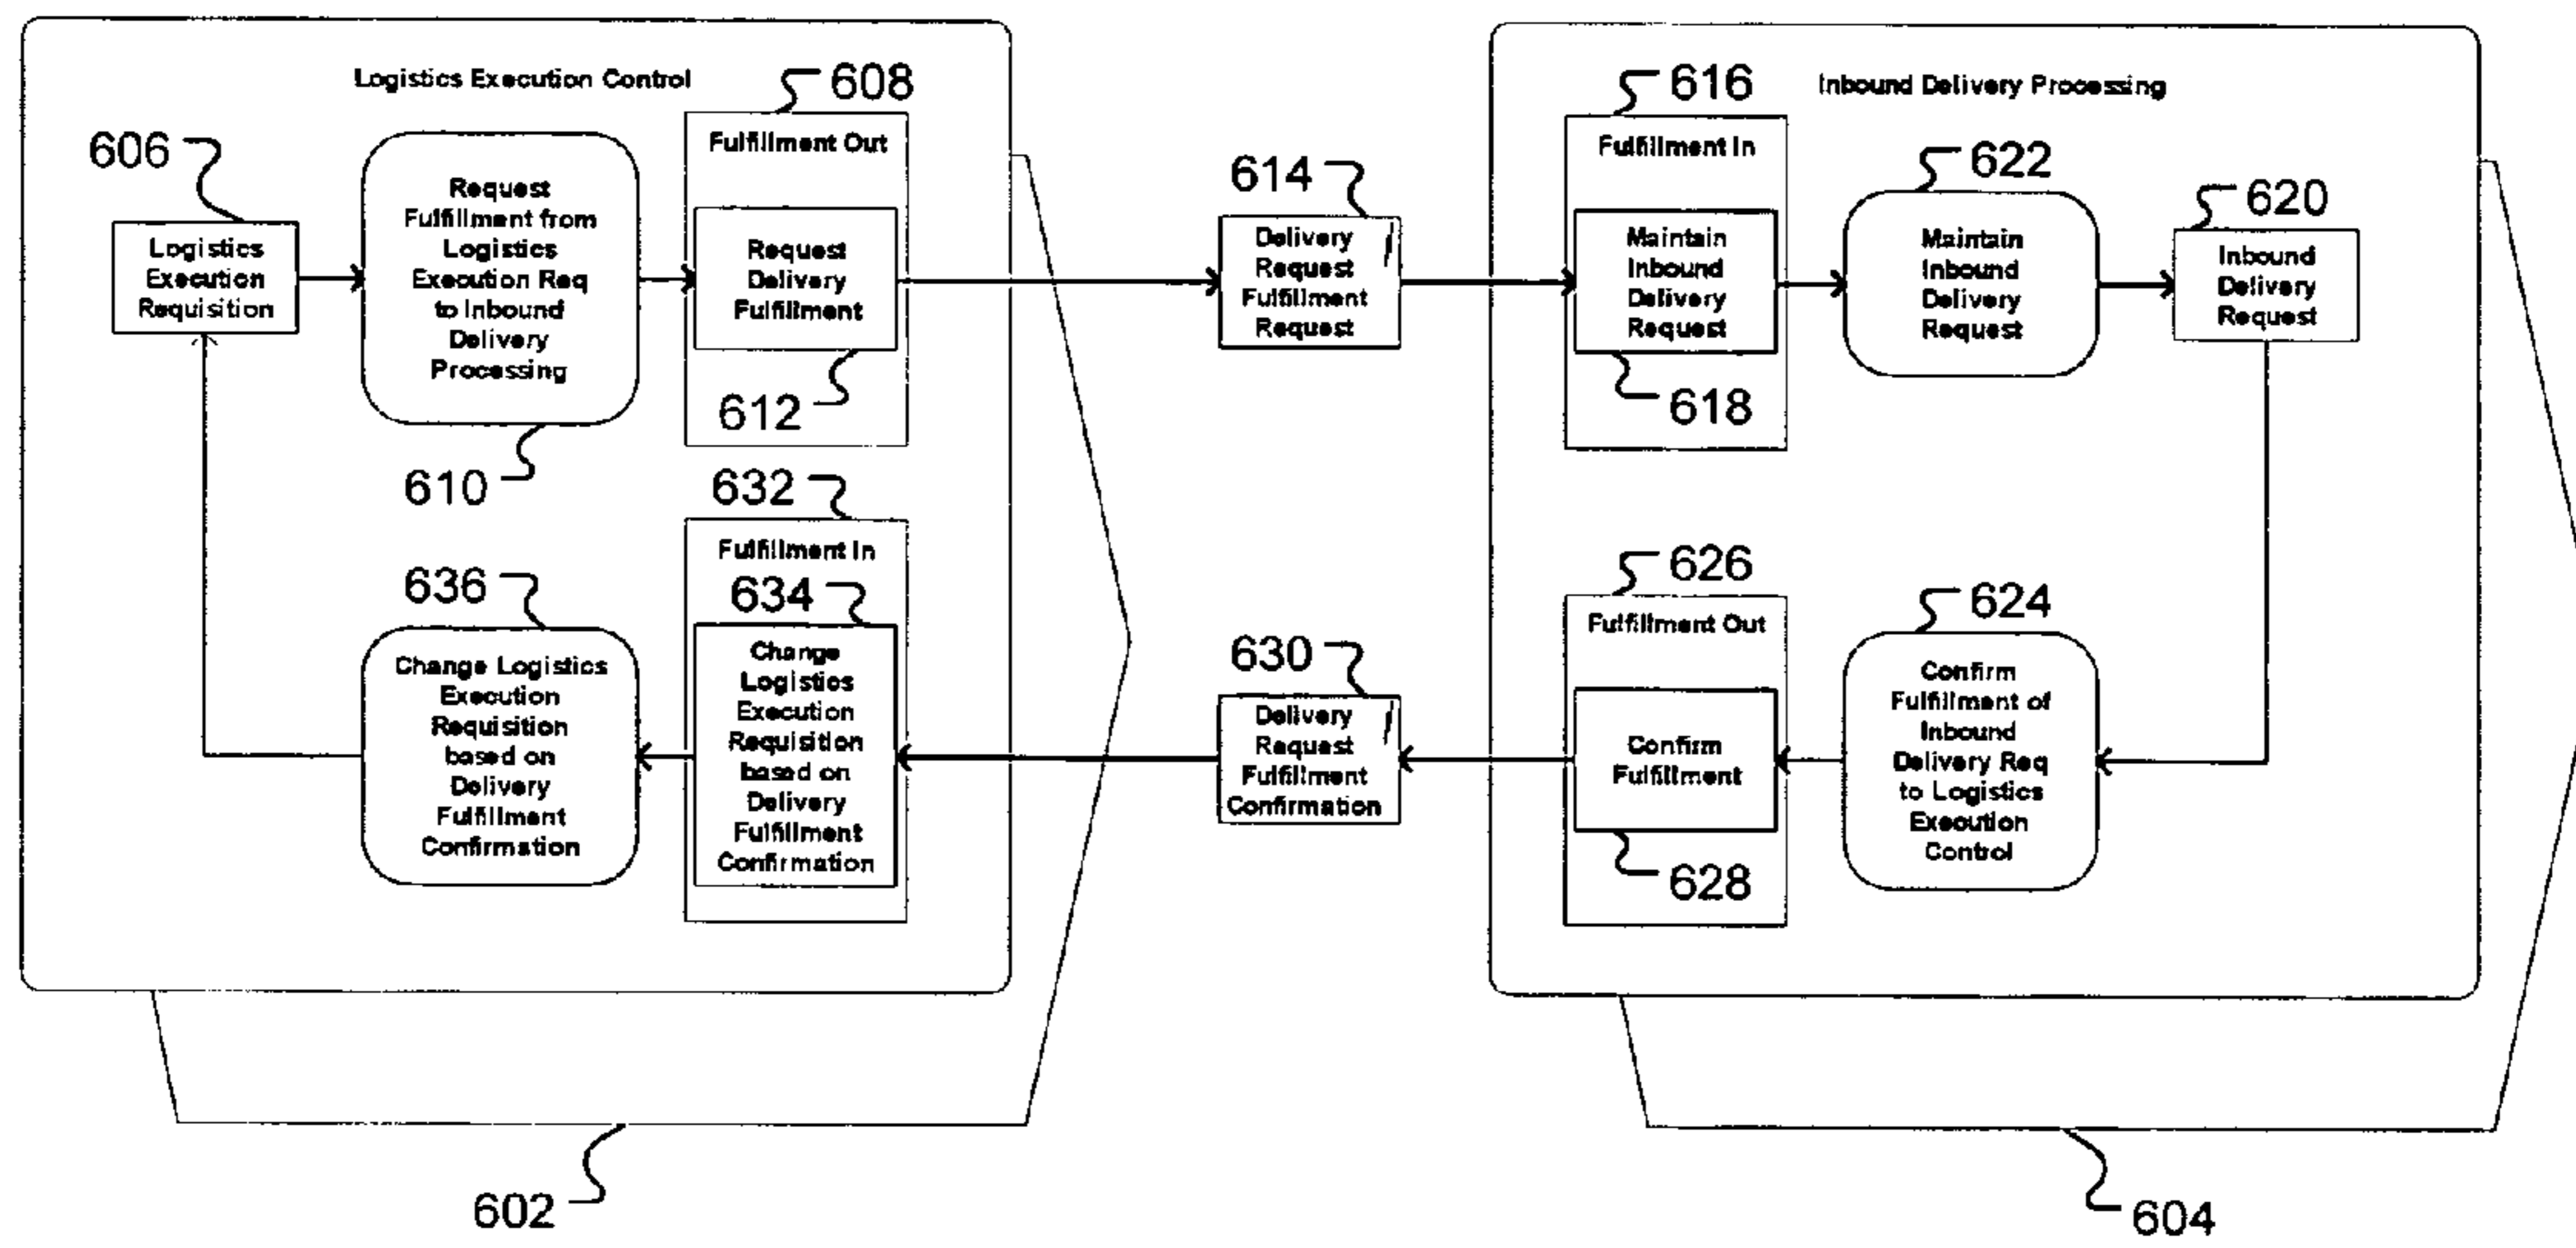 Logistics Execution Control
608
Fulfillment Out
606
Logistics
Execution
Requisition
Request
Fulfillment from
Logistics
Execution Req
to Inbound
Delivery
Processing
Request
Delivery
Fulfillment
612
610
614
Delivery
Request
Fulfillment
Request
Inbound Delivery Processing
616
Fulfillment In
622
620
Maintain
Inbound
Delivery
Request
618
Maintain
Inbound
Delivery
Request
Inbound
Delivery
Request
632
Fulfillment In
634
636
Change Logistics
Execution
Requisition
based on
Delivery
Fulfillment
Confirmation
Change
Logistics
Execution
Requisition
based on
Delivery
Fulfillment
Confirmation
630
Delivery
Request
Fulfillment
Confirmation
626
Fulfillment Out
624
Confirm
Fulfillment
628
Confirm
Fulfillment of
Inbound
Delivery Req
to Logistics
Execution
Control
602
604